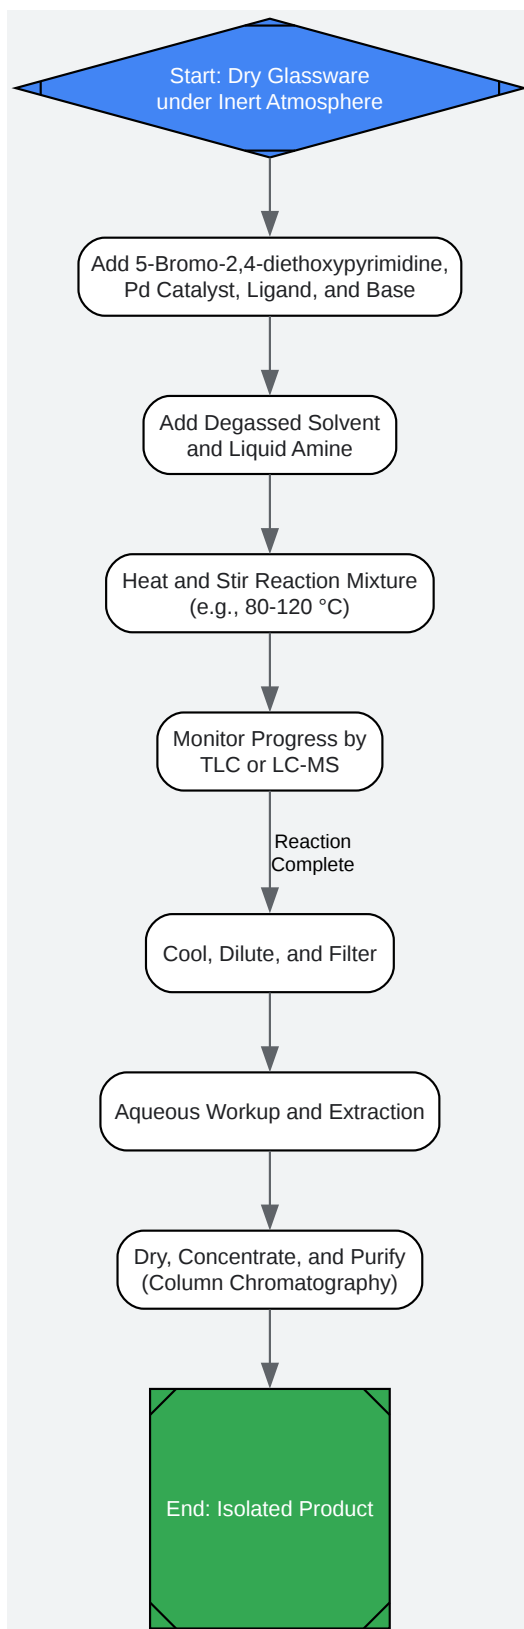 Start: Dry Glassware
under Inert Atmosphere
Add 5-Bromo-2,4-diethoxypyrimidine,
Pd Catalyst, Ligand, and Base
Add Degassed Solvent
and Liquid Amine
Heat and Stir Reaction Mixture
(e.g., 80-120 °C)
Monitor Progress by
TLC or LC-MS
Reaction
Complete
Cool, Dilute, and Filter
Aqueous Workup and Extraction
Dry, Concentrate, and Purify
(Column Chromatography)
End: Isolated Product